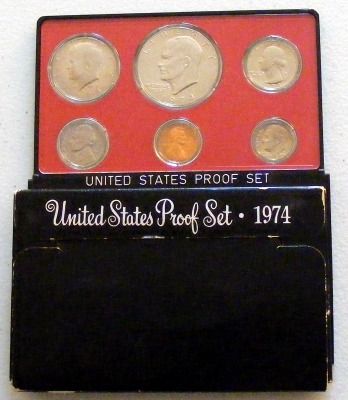 UNITED STATES PROOF SET
United States Proof Set • 1974